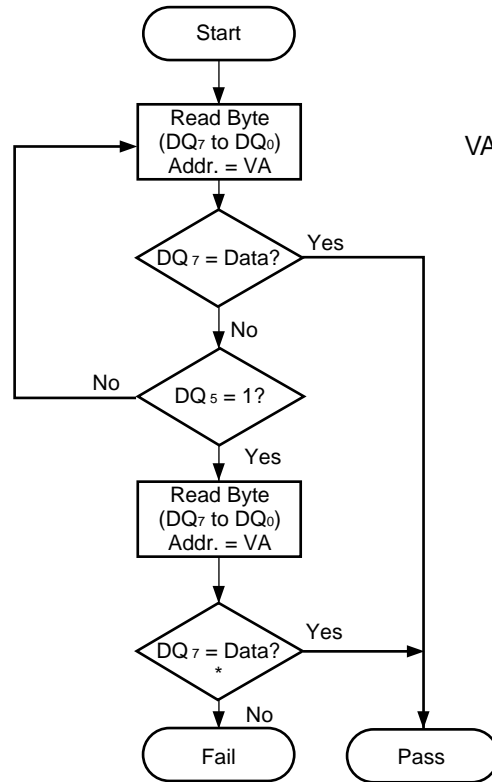 Start
Read Byte
(DQ7 to DQ0)
Addr. = VA
VA
DQ7 = Data?
Yes
No
DQ5 = 1?
No
Yes
Read Byte
(DQ7 to DQ0)
Addr. = VA
DQ7 = Data?
*
Yes
No
Fail
Pass